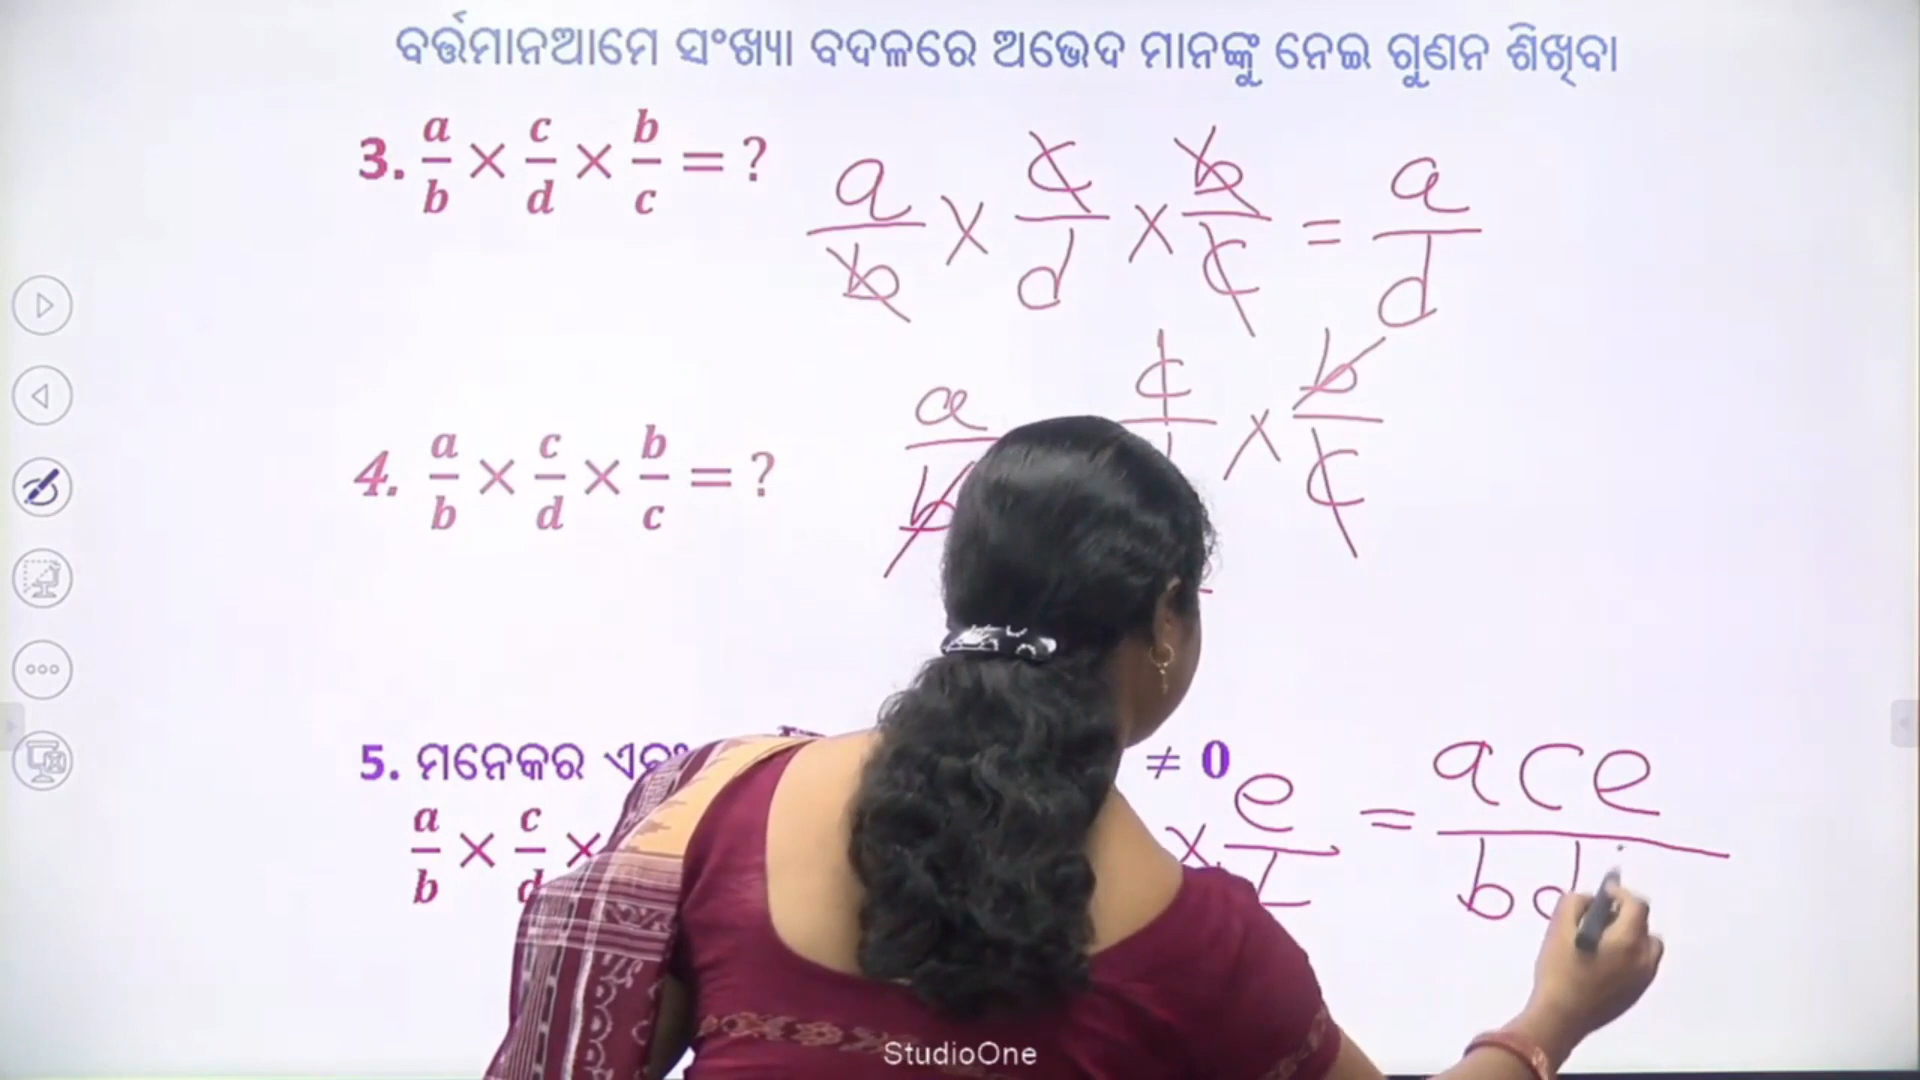 ବର୍ତ୍ତମାନଆମେ ସଂଖ୍ୟା ବଦଳରେ ଅଭେଦ ମାନଙ୍କୁ ନେଇ ଗୁଣନ ଶିଖିବା
3. a/b × c/d × b/c = ?
a/b × c/d × b/c = a/d
4. a/b × c/d × b/c = ?
a/b c/ × b/c
5. ମନେକର ≠ 0
a/b × c/d ×
× e/ = ace/bd
StudioOne